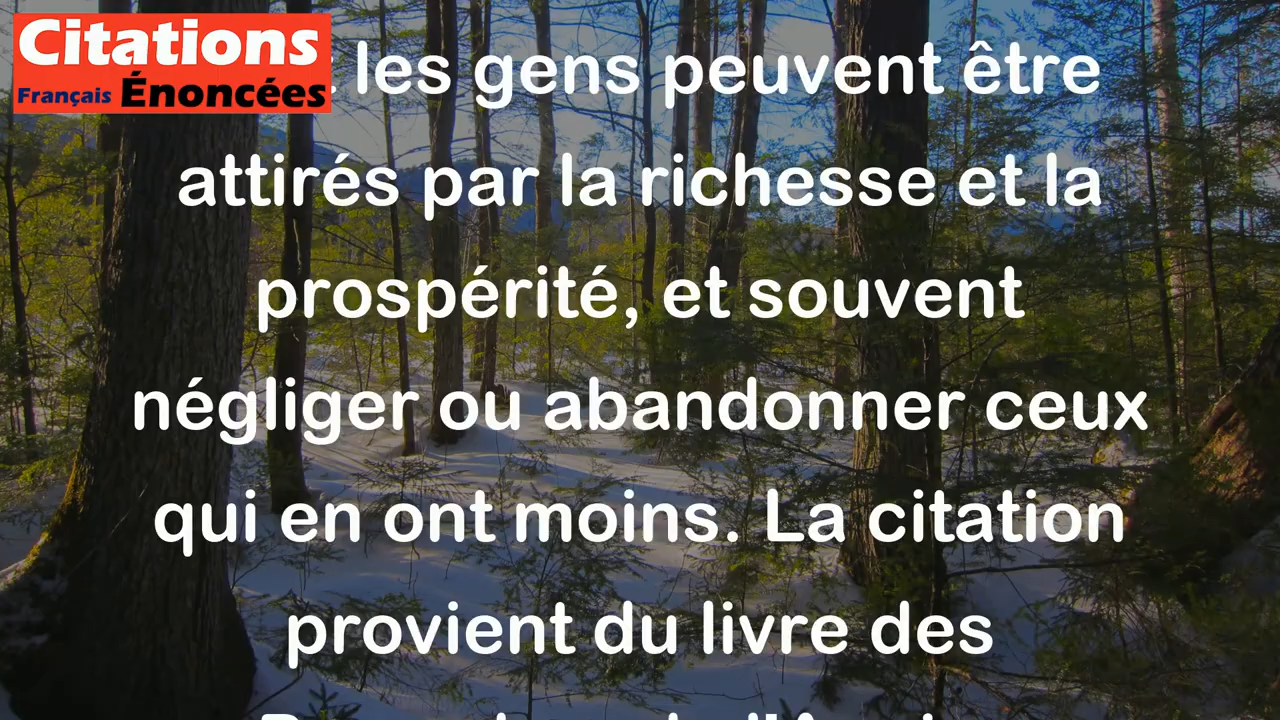 Citations
Français Énoncées
les gens peuvent être
attirés par la richesse et la
prospérité, et souvent
négliger ou abandonner ceux
qui en ont moins. La citation
provient du livre des